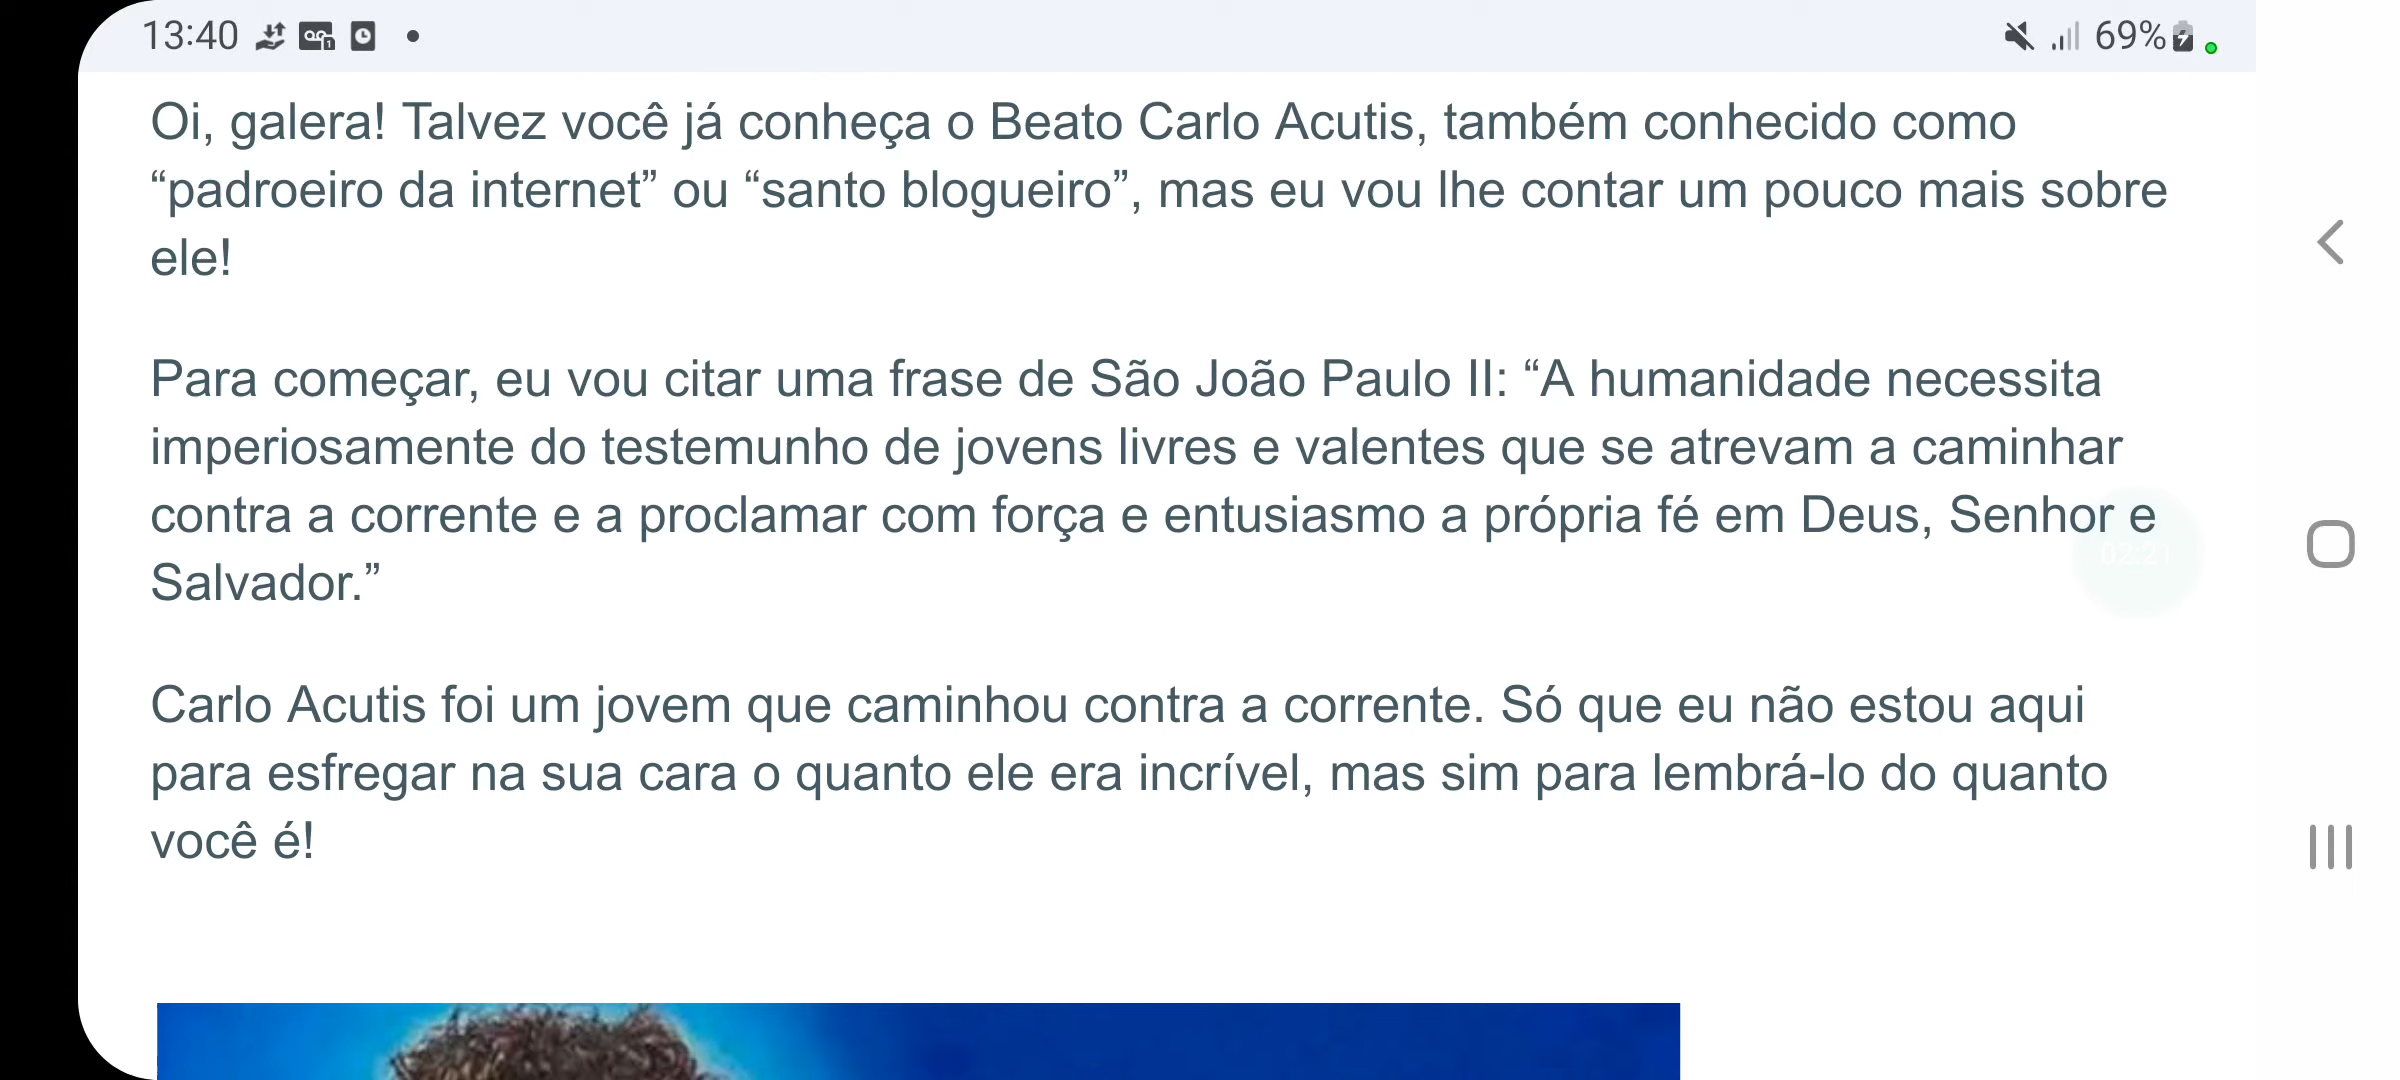 13:40
69%
Oi, galera! Talvez você já conheça o Beato Carlo Acutis, também conhecido como
“padroeiro da internet” ou “santo blogueiro”, mas eu vou lhe contar um pouco mais sobre
ele!
Para começar, eu vou citar uma frase de São João Paulo II: “A humanidade necessita
imperiosamente do testemunho de jovens livres e valentes que se atrevam a caminhar
contra a corrente e a proclamar com força e entusiasmo a própria fé em Deus, Senhor e
Salvador.”
02:21
Carlo Acutis foi um jovem que caminhou contra a corrente. Só que eu não estou aqui
para esfregar na sua cara o quanto ele era incrível, mas sim para lembrá-lo do quanto
você é!